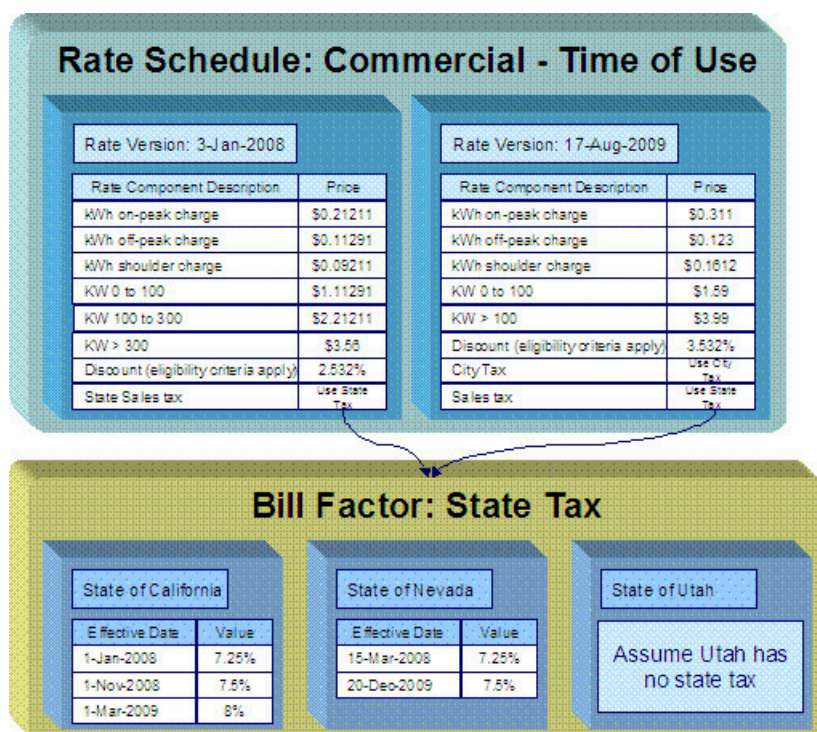 Rate Schedule: Commercial - Time of Use
Rate Version: 3-Jan-2008
Rate Component Description Price
kWh on-peak charge $0.21211
kWh off-peak charge $0.11291
kWh shoulder charge $0.09211
KW 0 to 100 $1.11291
KW 100 to 300 $2.21211
KW > 300 $3.56
Discount (eligibility criteria apply) 2.532%
State Sales tax Use State
Tax
Rate Version: 17-Aug-2009
Rate Component Description Price
kWh on-peak charge $0.311
kWh off-peak charge $0.123
kWh shoulder charge $0.1612
KW 0 to 100 $1.59
KW > 100 $3.99
Discount (eligibility criteria apply) 3.532%
City Tax Use City
Tax
Sales tax Use State
Tax
Bill Factor: State Tax
State of California
Effective Date Value
1-Jan-2008 7.25%
1-Nov-2008 7.5%
1-Mar-2009 8%
State of Nevada
Effective Date Value
15-Mar-2008 7.25%
20-Dec-2009 7.5%
State of Utah
Assume Utah has
no state tax